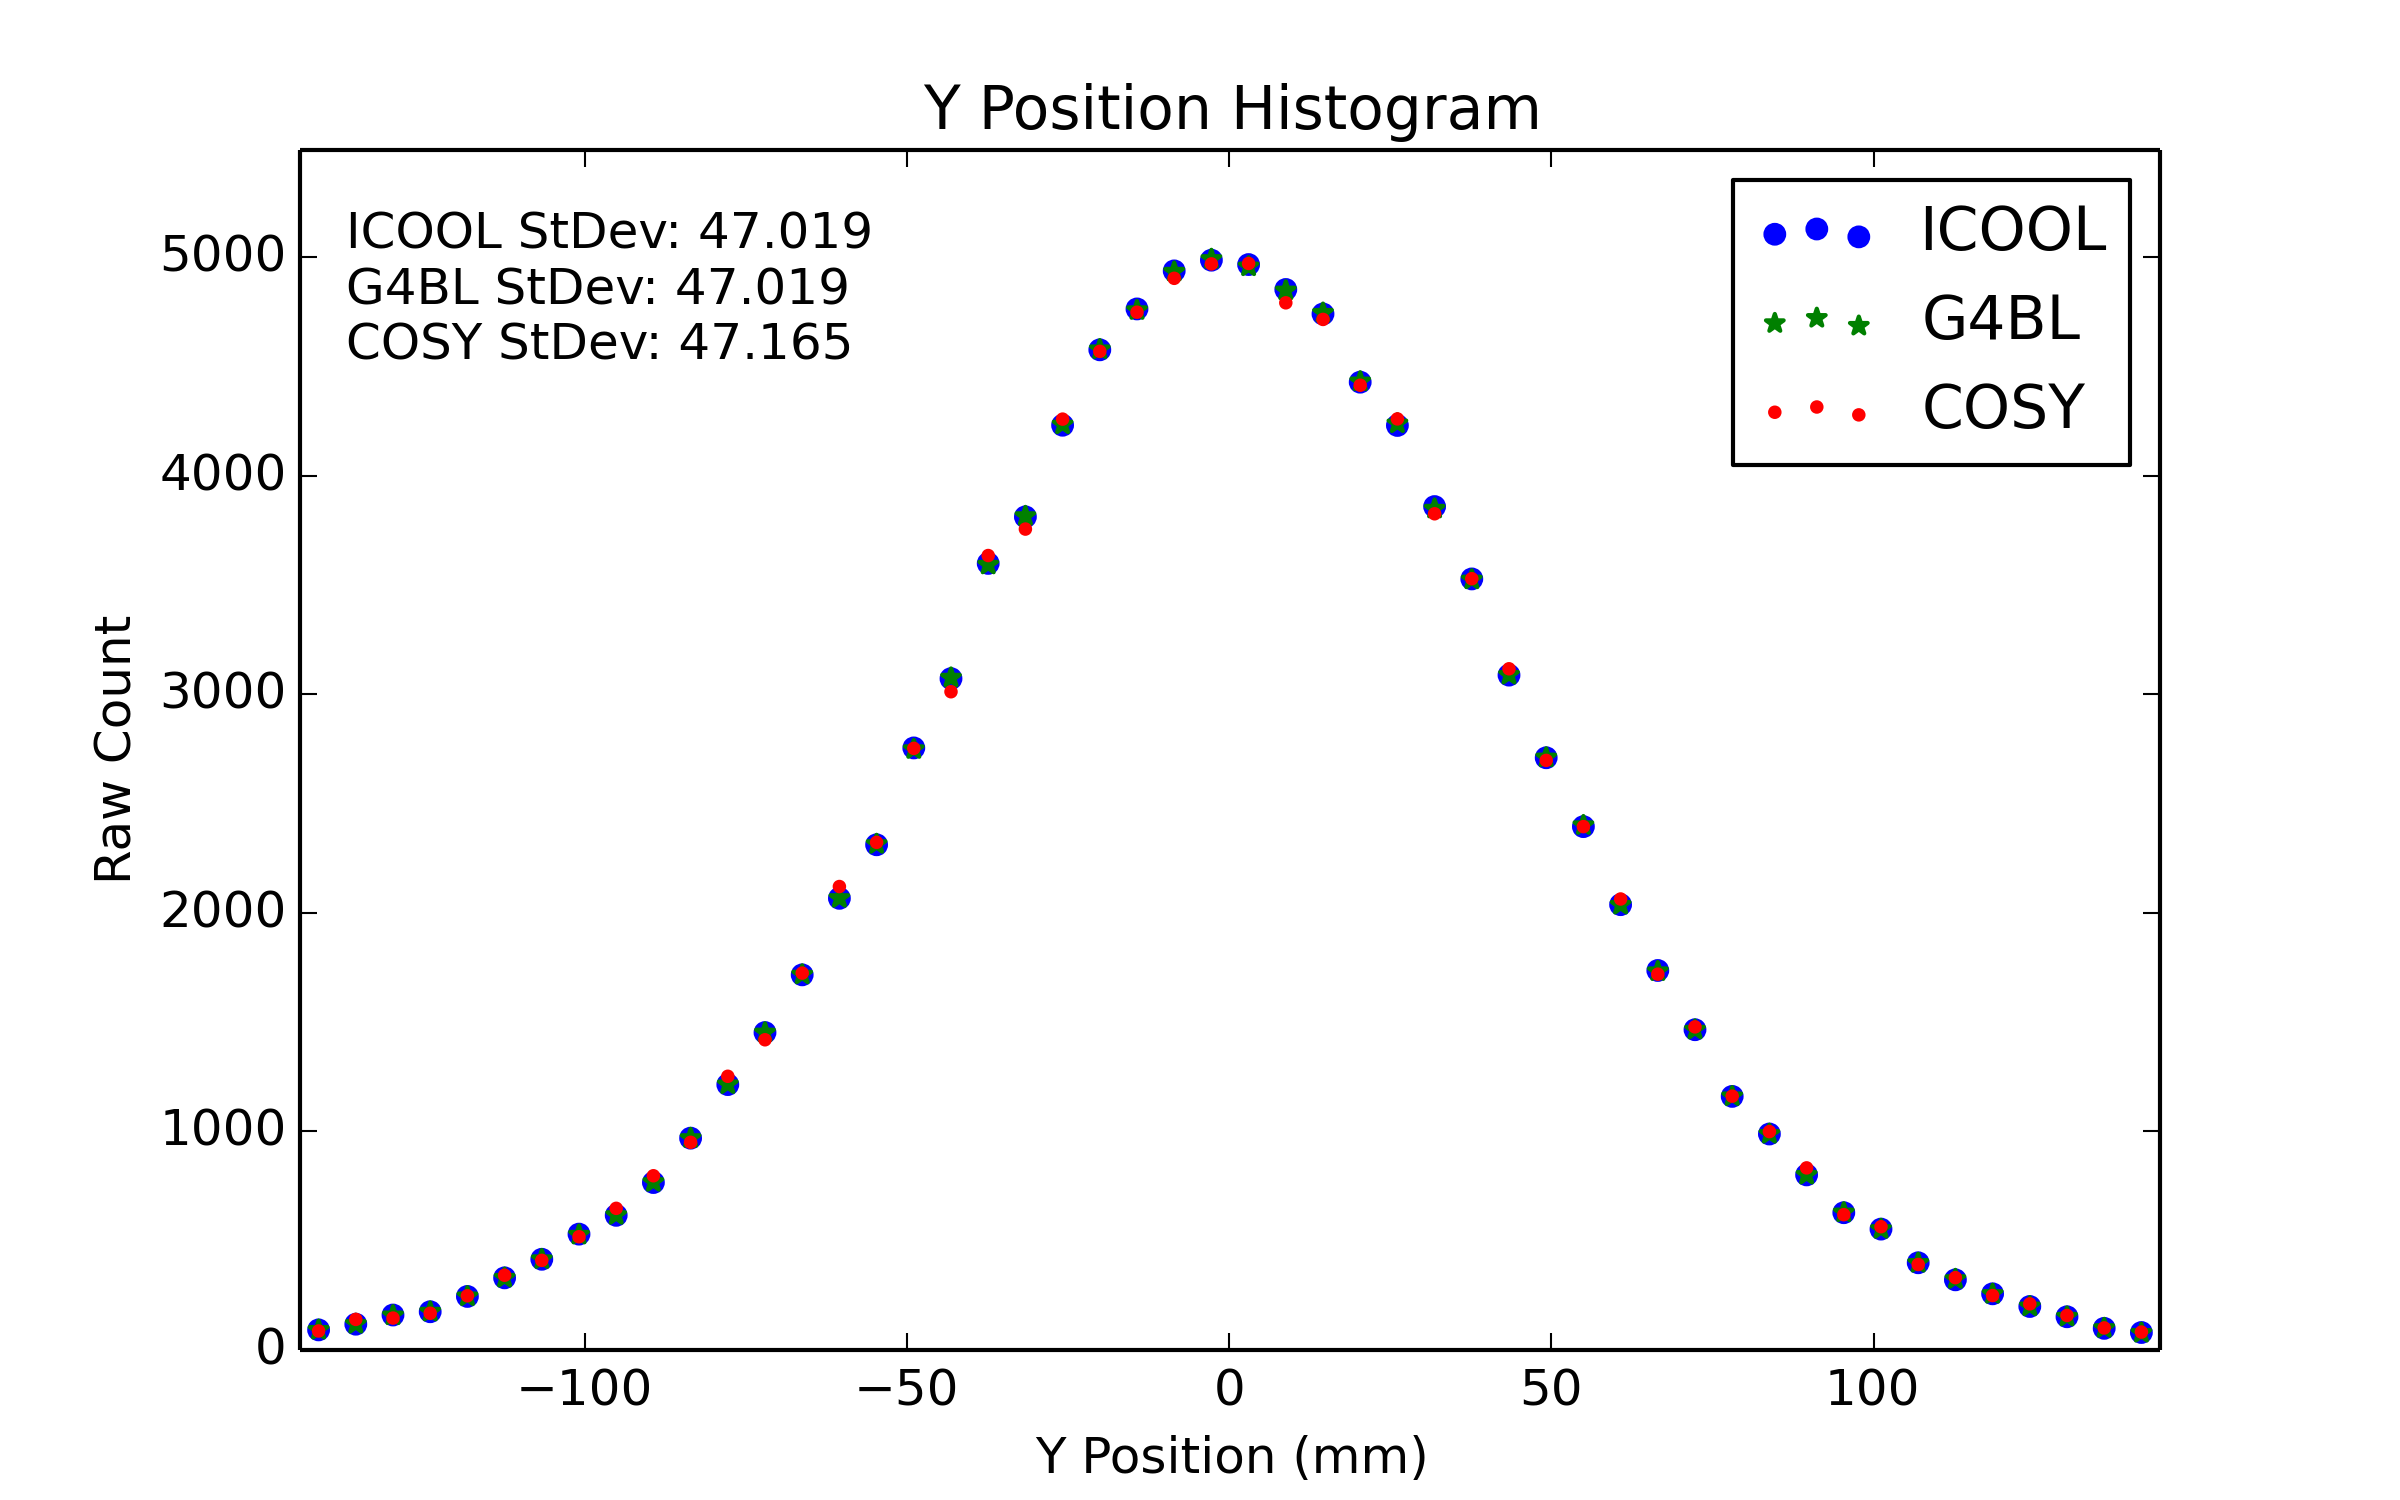 Y Position Histogram
ICOOL StDev: 47.019
G4BL StDev: 47.019
COSY StDev: 47.165
ICOOL
G4BL
COSY
5000
4000
3000
2000
1000
0
Raw Count
−100
−50
0
50
100
Y Position (mm)